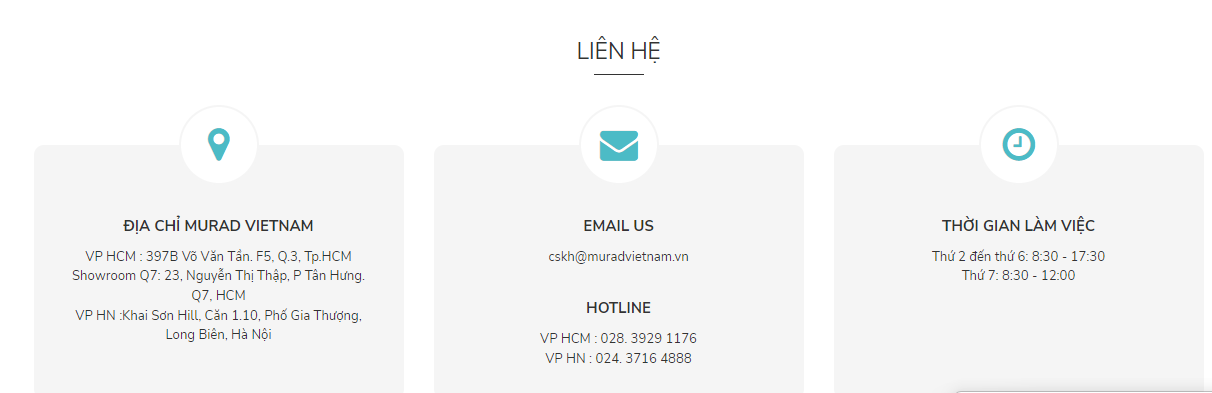 LIÊN HỆ
ĐỊA CHỈ MURAD VIETNAM
VP HCM : 397B Võ Văn Tần. F5, Q.3, Tp.HCM
Showroom Q7: 23, Nguyễn Thị Thập, P Tân Hưng.
Q7, HCM
VP HN :Khai Sơn Hill, Căn 1.10, Phố Gia Thượng,
Long Biên, Hà Nội
EMAIL US
cskh@muradvietnam.vn
HOTLINE
VP HCM : 028. 3929 1176
VP HN : 024. 3716 4888
THỜI GIAN LÀM VIỆC
Thứ 2 đến thứ 6: 8:30 - 17:30
Thứ 7: 8:30 - 12:00